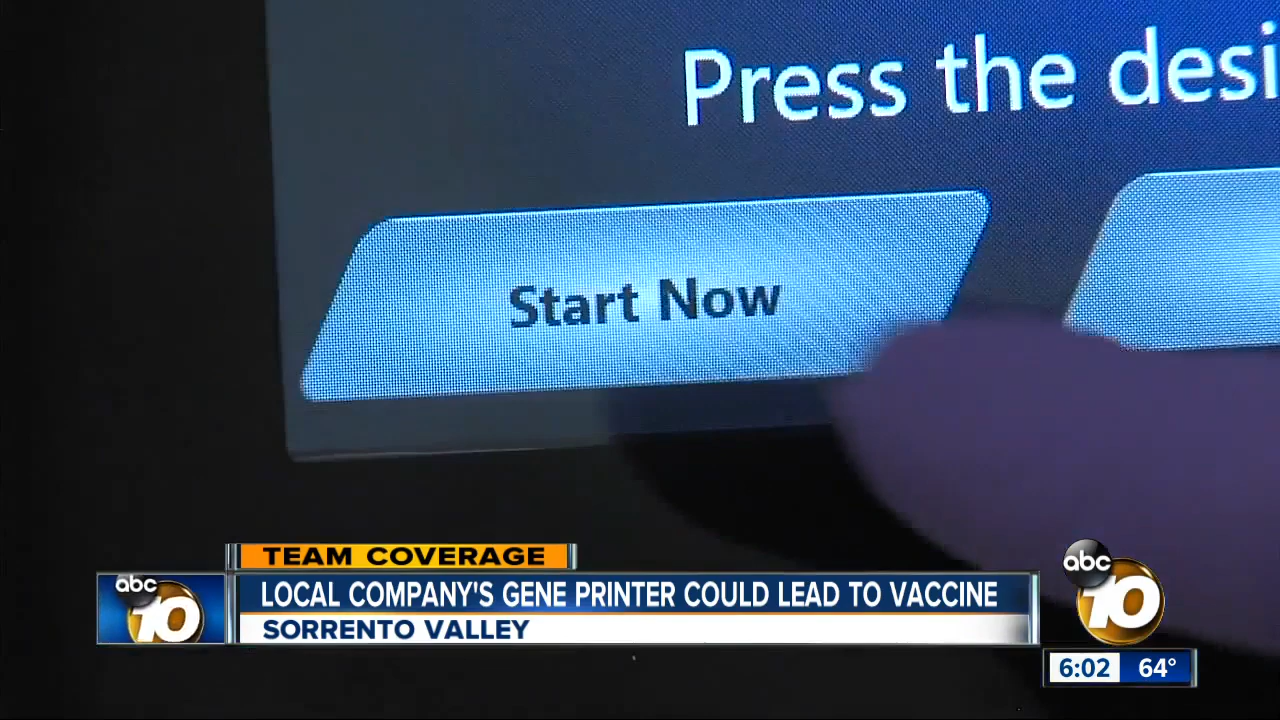 Press the desi
Start Now
TEAM COVERAGE
abc
10
LOCAL COMPANY'S GENE PRINTER COULD LEAD TO VACCINE
SORRENTO VALLEY
abc
10
6:02 64°